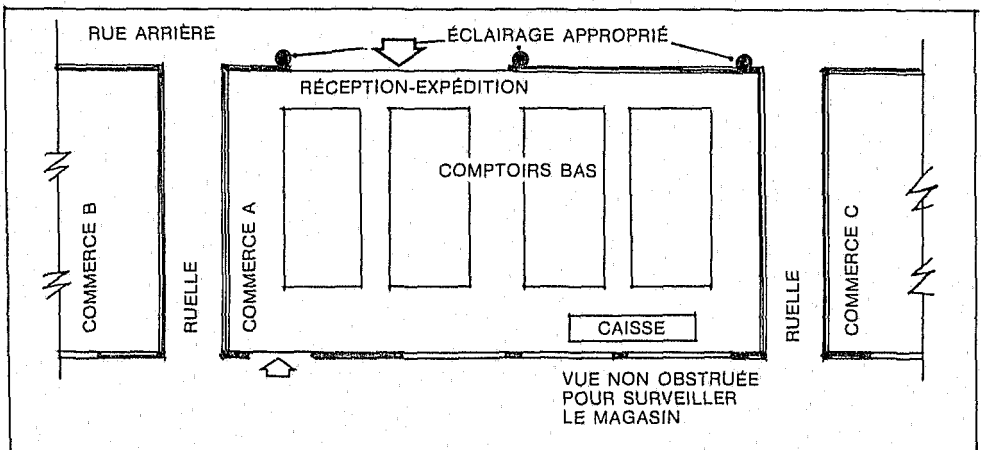 RUE ARRIÈRE
ÉCLAIRAGE APPROPRIÉ
RÉCEPTION-EXPÉDITION
COMPTOIRS BAS
COMMERCE B
RUELLE
COMMERCE A
CAISSE
RUELLE
COMMERCE C
VUE NON OBSTRUÉE
POUR SURVEILLER
LE MAGASIN